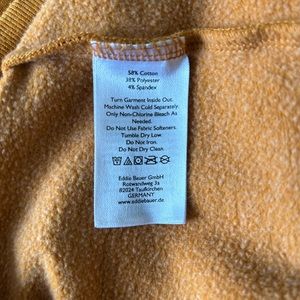 58% Cotton
38% Polyester
4% Spandex
Turn Garment Inside Out.
Machine Wash Cold Separately.
Only Non-Chlorine Bleach As
Needed.
Do Not Use Fabric Softeners.
Tumble Dry Low.
Do Not Iron.
Do Not Dry Clean.
Eddie Bauer GmbH
Rotwandweg 3a
82024 Taufkirchen
GERMANY
www.eddiebauer.de